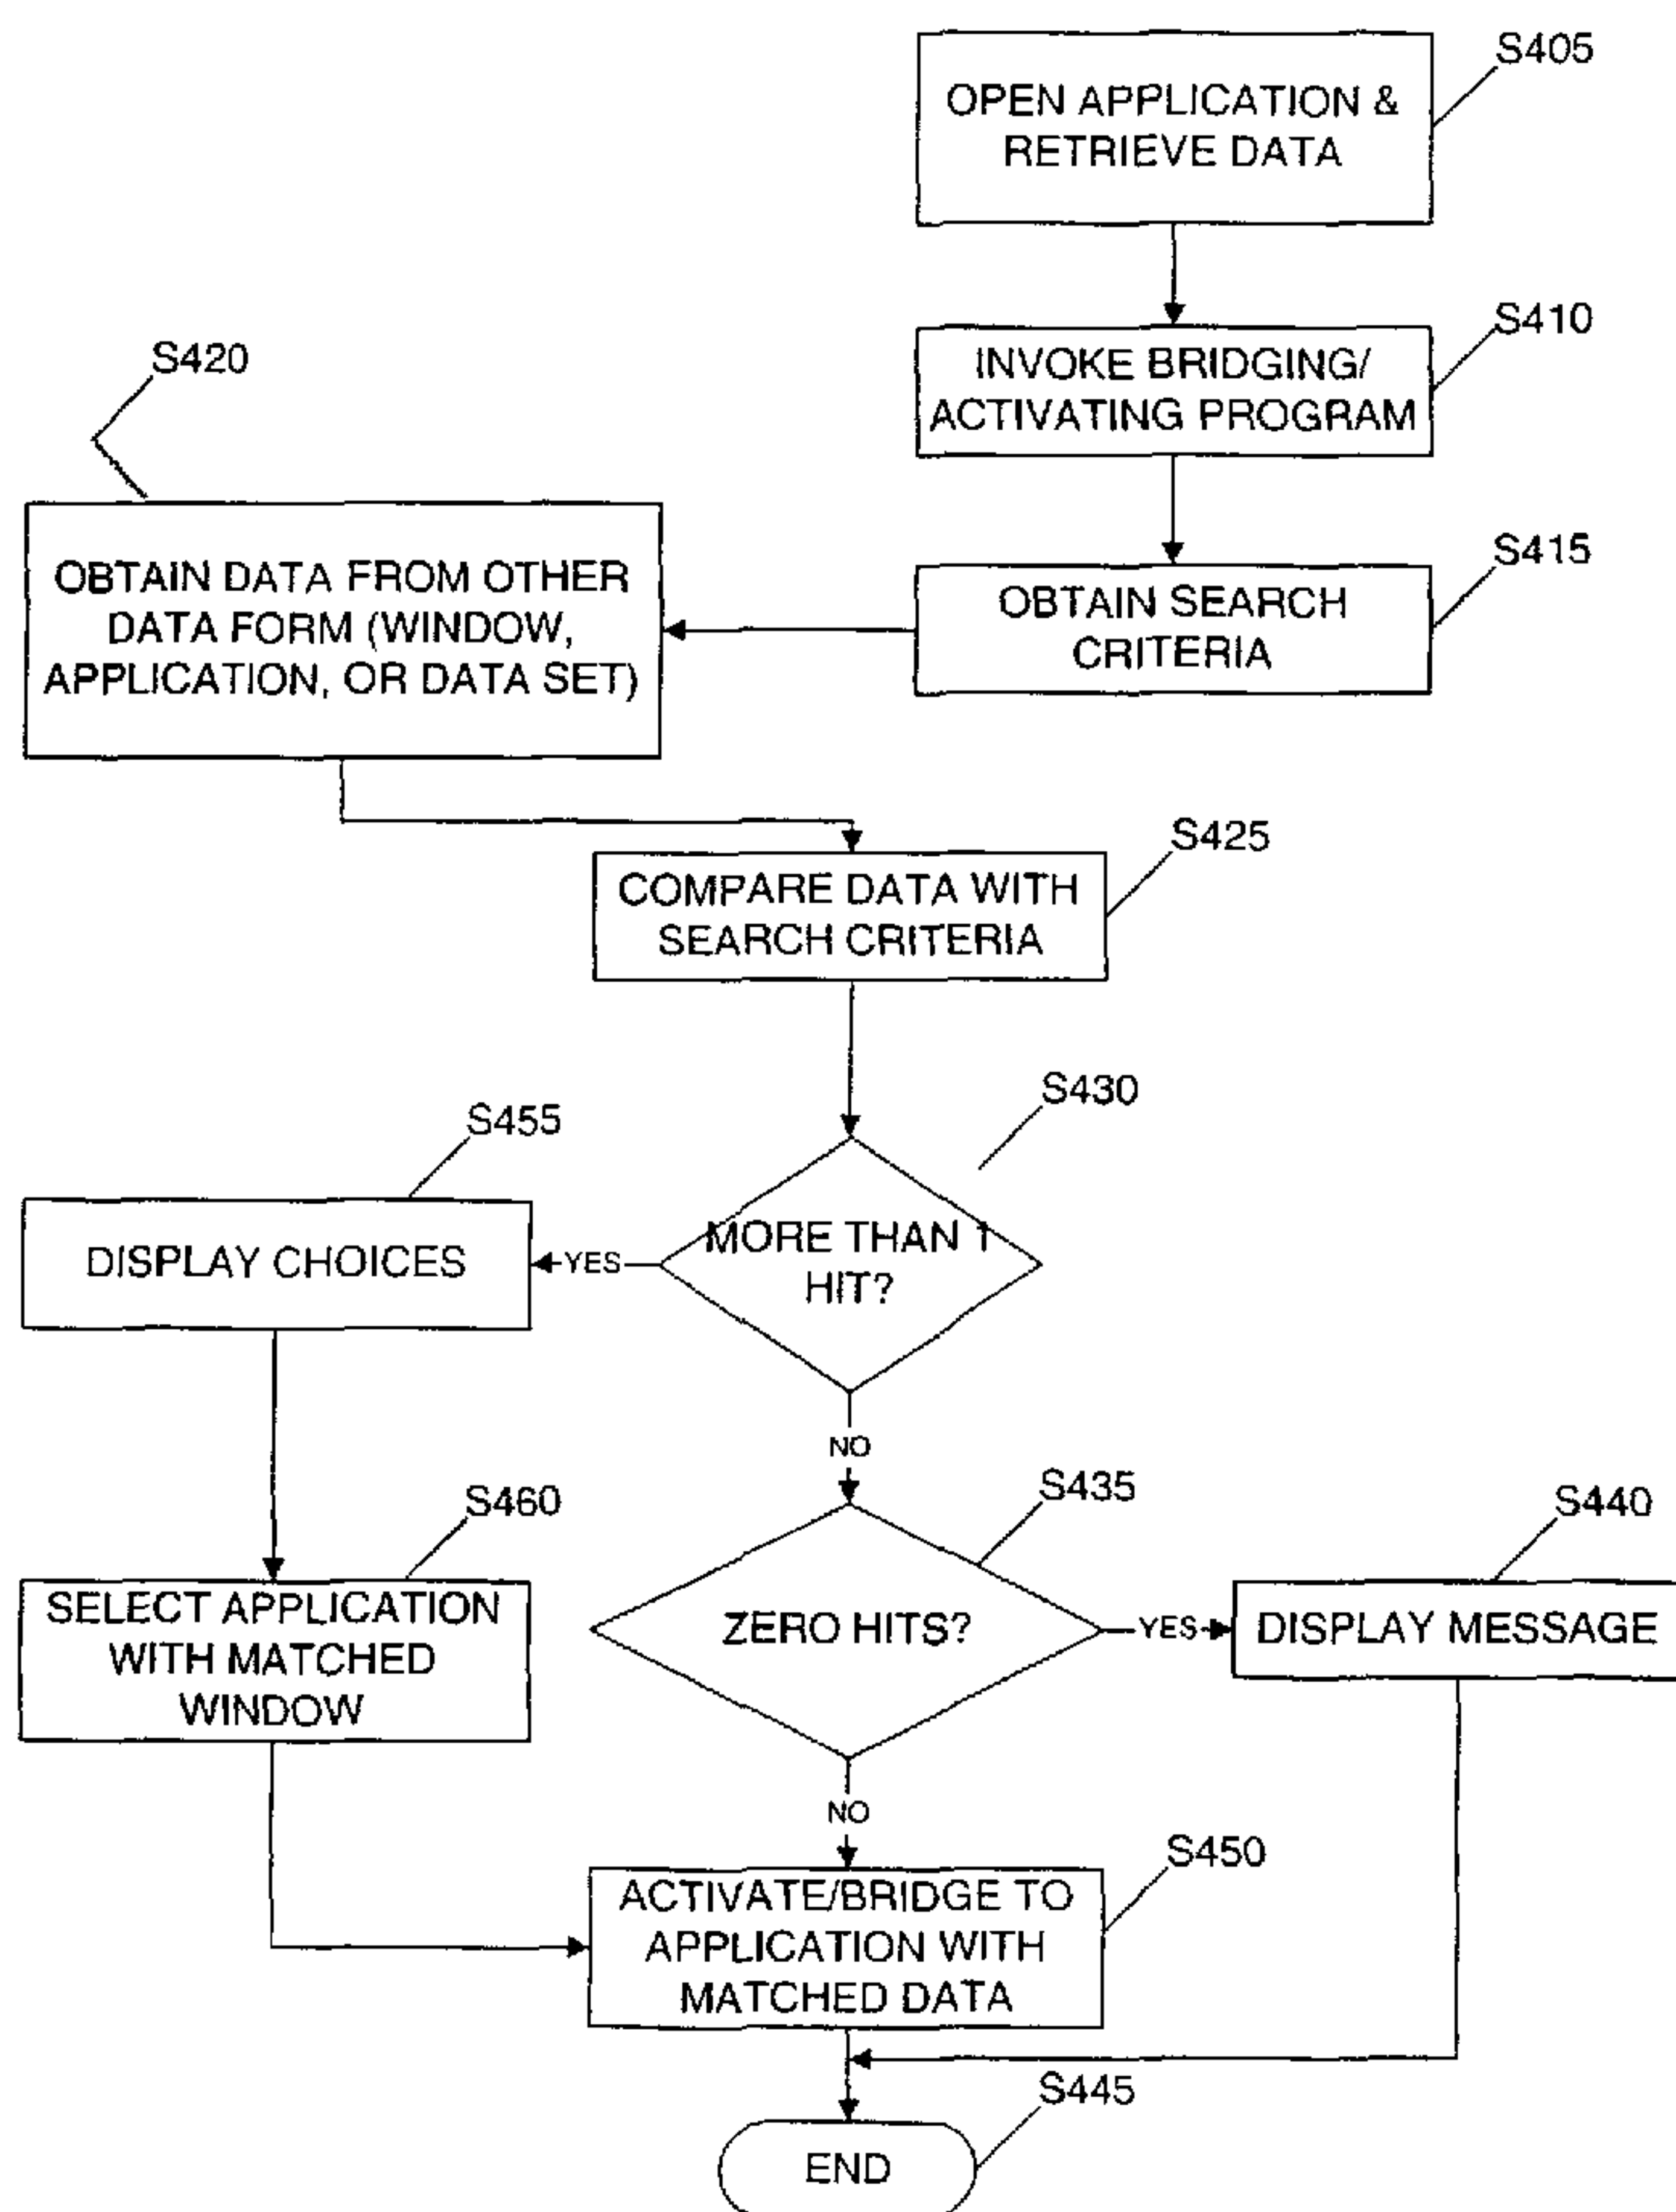 S405
OPEN APPLICATION &
RETRIEVE DATA
S410
INVOKE BRIDGING/
ACTIVATING PROGRAM
S420
S415
OBTAIN DATA FROM OTHER
DATA FORM (WINDOW,
APPLICATION, OR DATA SET)
OBTAIN SEARCH
CRITERIA
S425
COMPARE DATA WITH
SEARCH CRITERIA
S430
S455
MORE THAN 1
HIT?
YES
DISPLAY CHOICES
NO
S435
S460
S440
SELECT APPLICATION
WITH MATCHED
WINDOW
ZERO HITS?
YES
DISPLAY MESSAGE
NO
S450
ACTIVATE/BRIDGE TO
APPLICATION WITH
MATCHED DATA
S445
END